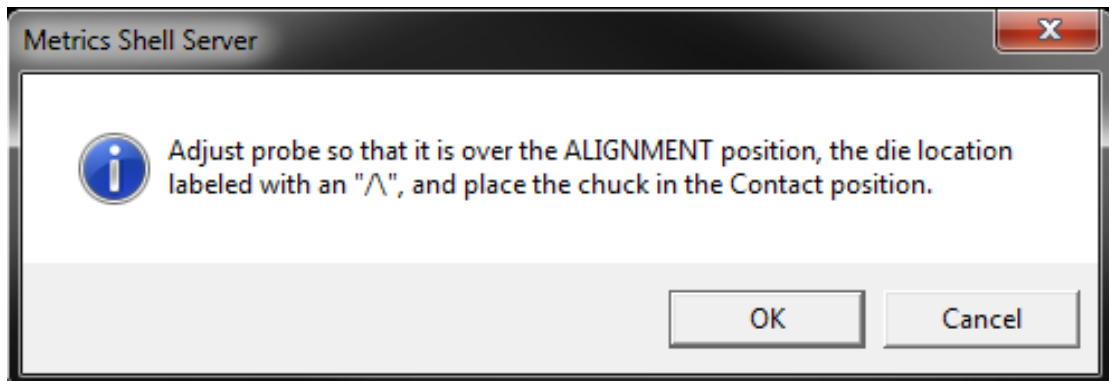 Metrics Shell Server
Adjust probe so that it is over the ALIGNMENT position, the die location
labeled with an "/\", and place the chuck in the Contact position.
OK
Cancel